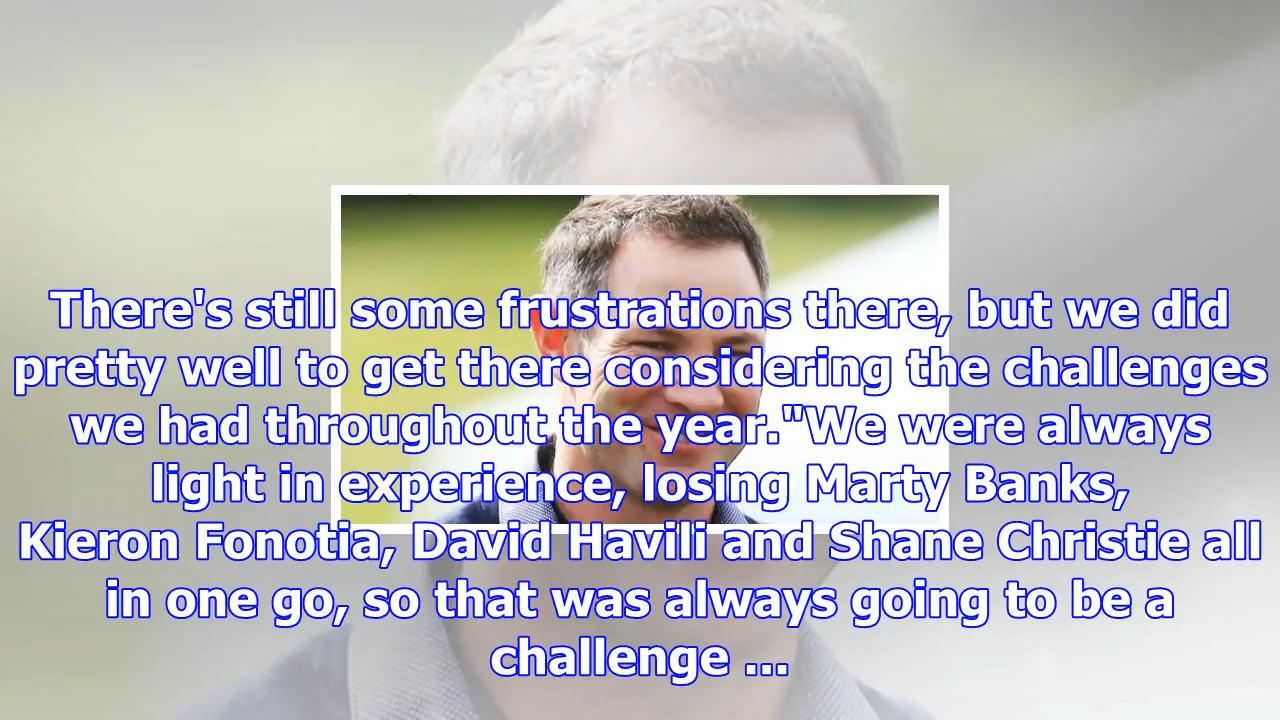 There's still some frustrations there, but we did
pretty well to get there considering the challenges
we had throughout the year."We were always
light in experience, losing Marty Banks,
Kieron Fonotia, David Havili and Shane Christie all
in one go, so that was always going to be a
challenge ...